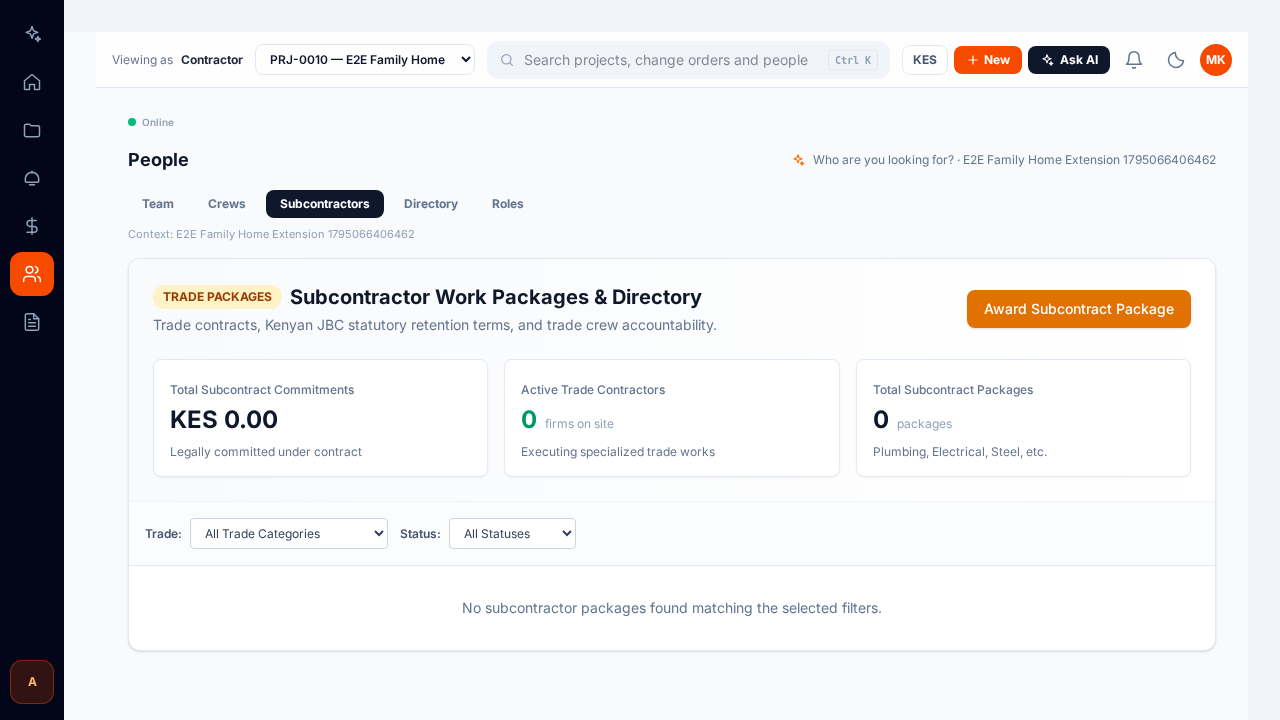 Viewing as Contractor PRJ-0010 — E2E Family Home Search projects, change orders and people Ctrl K KES + New Ask AI MK
Online
People Who are you looking for? · E2E Family Home Extension 1795066406462
Team Crews Subcontractors Directory Roles
Context: E2E Family Home Extension 1795066406462
TRADE PACKAGES Subcontractor Work Packages & Directory
Trade contracts, Kenyan JBC statutory retention terms, and trade crew accountability.
Award Subcontract Package
Total Subcontract Commitments
KES 0.00
Legally committed under contract
Active Trade Contractors
0 firms on site
Executing specialized trade works
Total Subcontract Packages
0 packages
Plumbing, Electrical, Steel, etc.
Trade: All Trade Categories Status: All Statuses
No subcontractor packages found matching the selected filters.
A